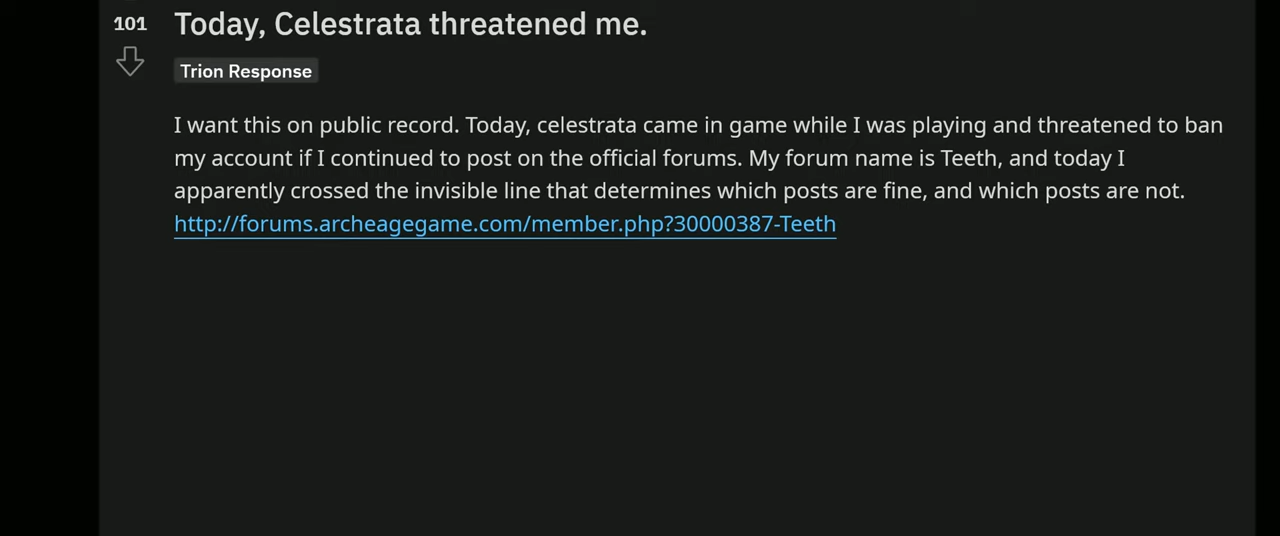 101
Today, Celestrata threatened me.
Trion Response
I want this on public record. Today, celestrata came in game while I was playing and threatened to ban
my account if I continued to post on the official forums. My forum name is Teeth, and today I
apparently crossed the invisible line that determines which posts are fine, and which posts are not.
http://forums.archeagegame.com/member.php?30000387-Teeth